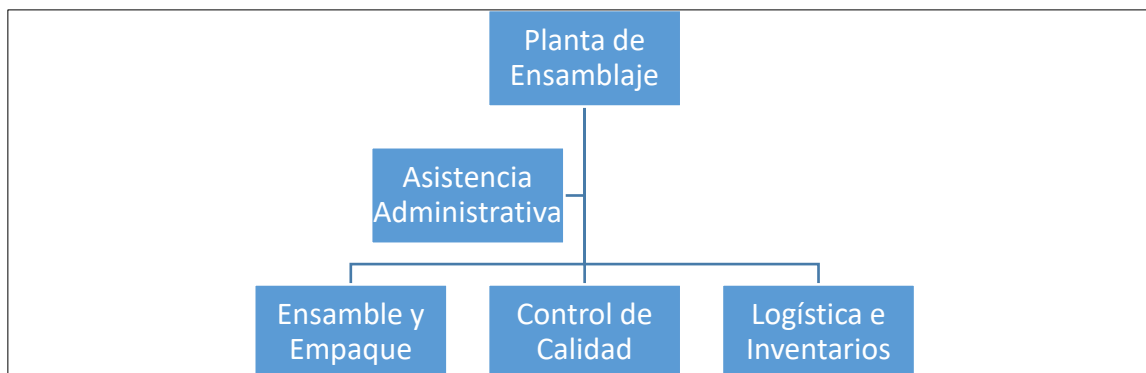 Planta de
Ensamblaje
Asistencia
Administrativa
Ensamble y
Empaque
Control de
Calidad
Logística e
Inventarios